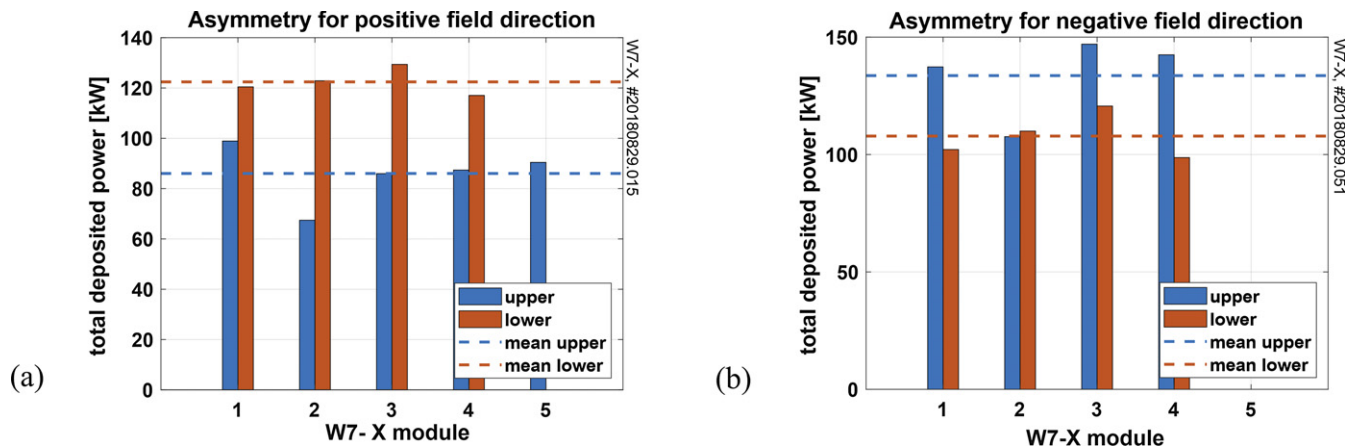 Asymmetry for positive field direction
140
120
100
80
60
40
20
0
total deposited power [kW]
1 2 3 4 5
W7- X module
upper
lower
mean upper
mean lower
W7-X, #20180829.015
(a)
Asymmetry for negative field direction
150
100
50
0
total deposited power [kW]
1 2 3 4 5
W7-X module
upper
lower
mean upper
mean lower
W7-X, #20180829.051
(b)